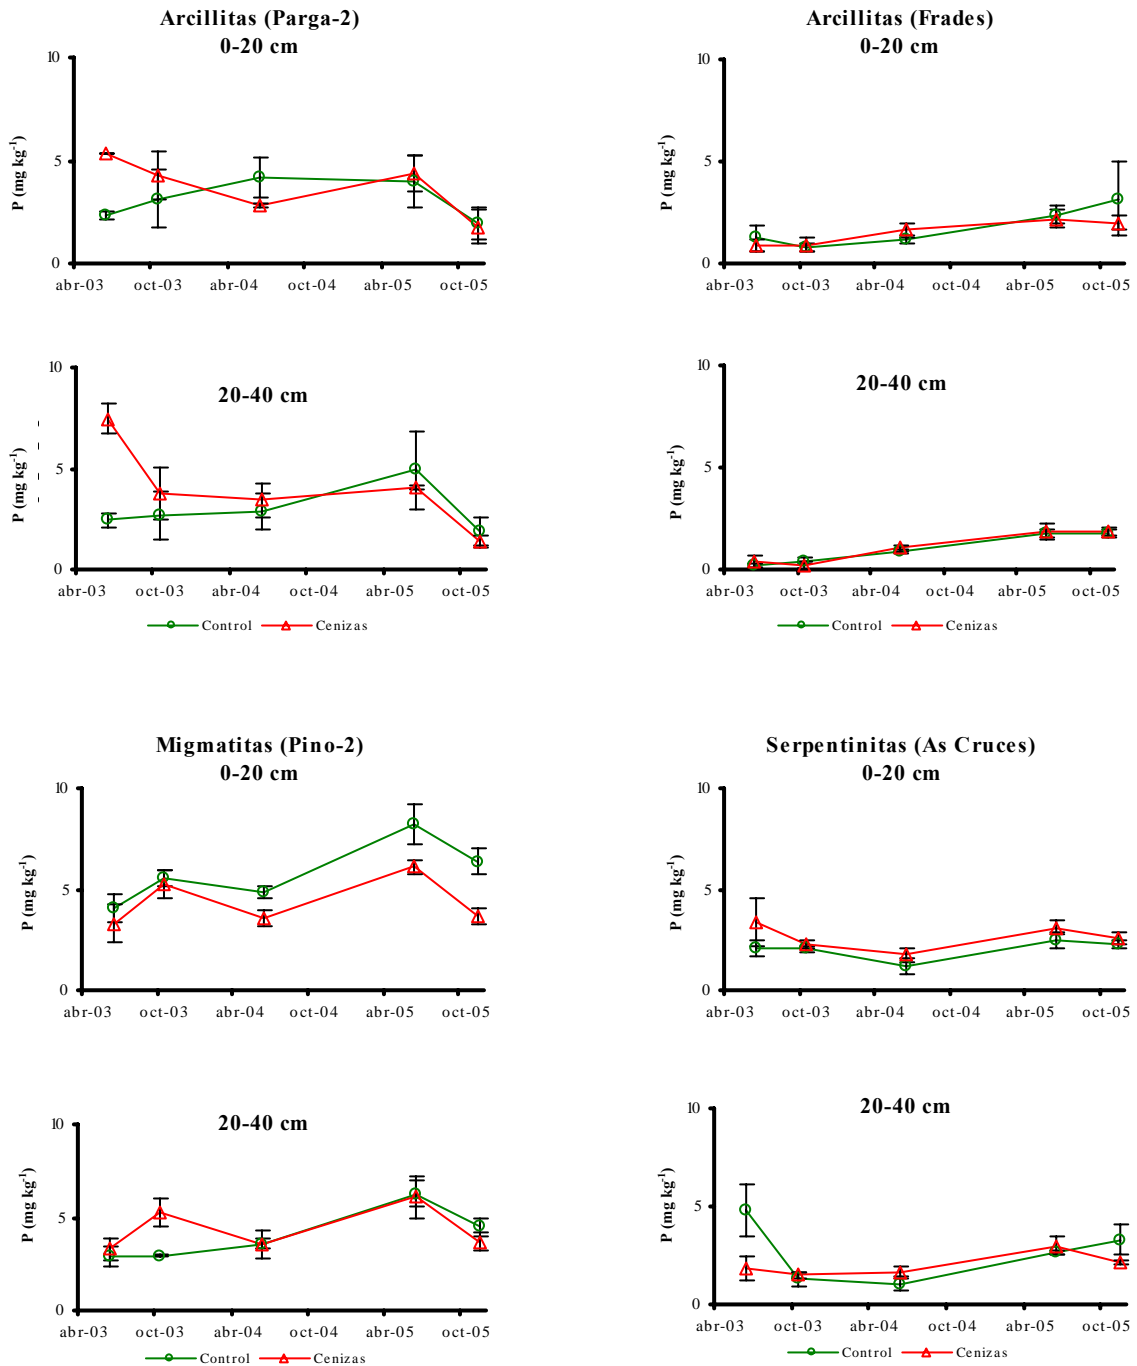 Arcillitas (Parga-2)
0-20 cm
10
5
0
P (mg kg⁻¹)
abr-03 oct-03 abr-04 oct-04 abr-05 oct-05
Arcillitas (Frades)
0-20 cm
10
5
0
P (mg kg⁻¹)
abr-03 oct-03 abr-04 oct-04 abr-05 oct-05
20-40 cm
10
5
0
P (mg kg⁻¹)
abr-03 oct-03 abr-04 oct-04 abr-05 oct-05
Control Cenizas
20-40 cm
10
5
0
P (mg kg⁻¹)
abr-03 oct-03 abr-04 oct-04 abr-05 oct-05
Control Cenizas
Migmatitas (Pino-2)
0-20 cm
10
5
0
P (mg kg⁻¹)
abr-03 oct-03 abr-04 oct-04 abr-05 oct-05
Serpentinitas (As Cruces)
0-20 cm
10
5
0
P (mg kg⁻¹)
abr-03 oct-03 abr-04 oct-04 abr-05 oct-05
20-40 cm
10
5
0
P (mg kg⁻¹)
abr-03 oct-03 abr-04 oct-04 abr-05 oct-05
Control Cenizas
20-40 cm
10
5
0
P (mg kg⁻¹)
abr-03 oct-03 abr-04 oct-04 abr-05 oct-05
Control Cenizas